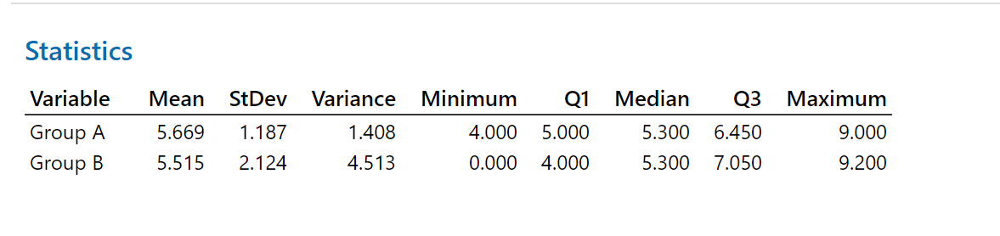 Statistics
Variable Mean StDev Variance Minimum Q1 Median Q3 Maximum
Group A 5.669 1.187 1.408 4.000 5.000 5.300 6.450 9.000
Group B 5.515 2.124 4.513 0.000 4.000 5.300 7.050 9.200